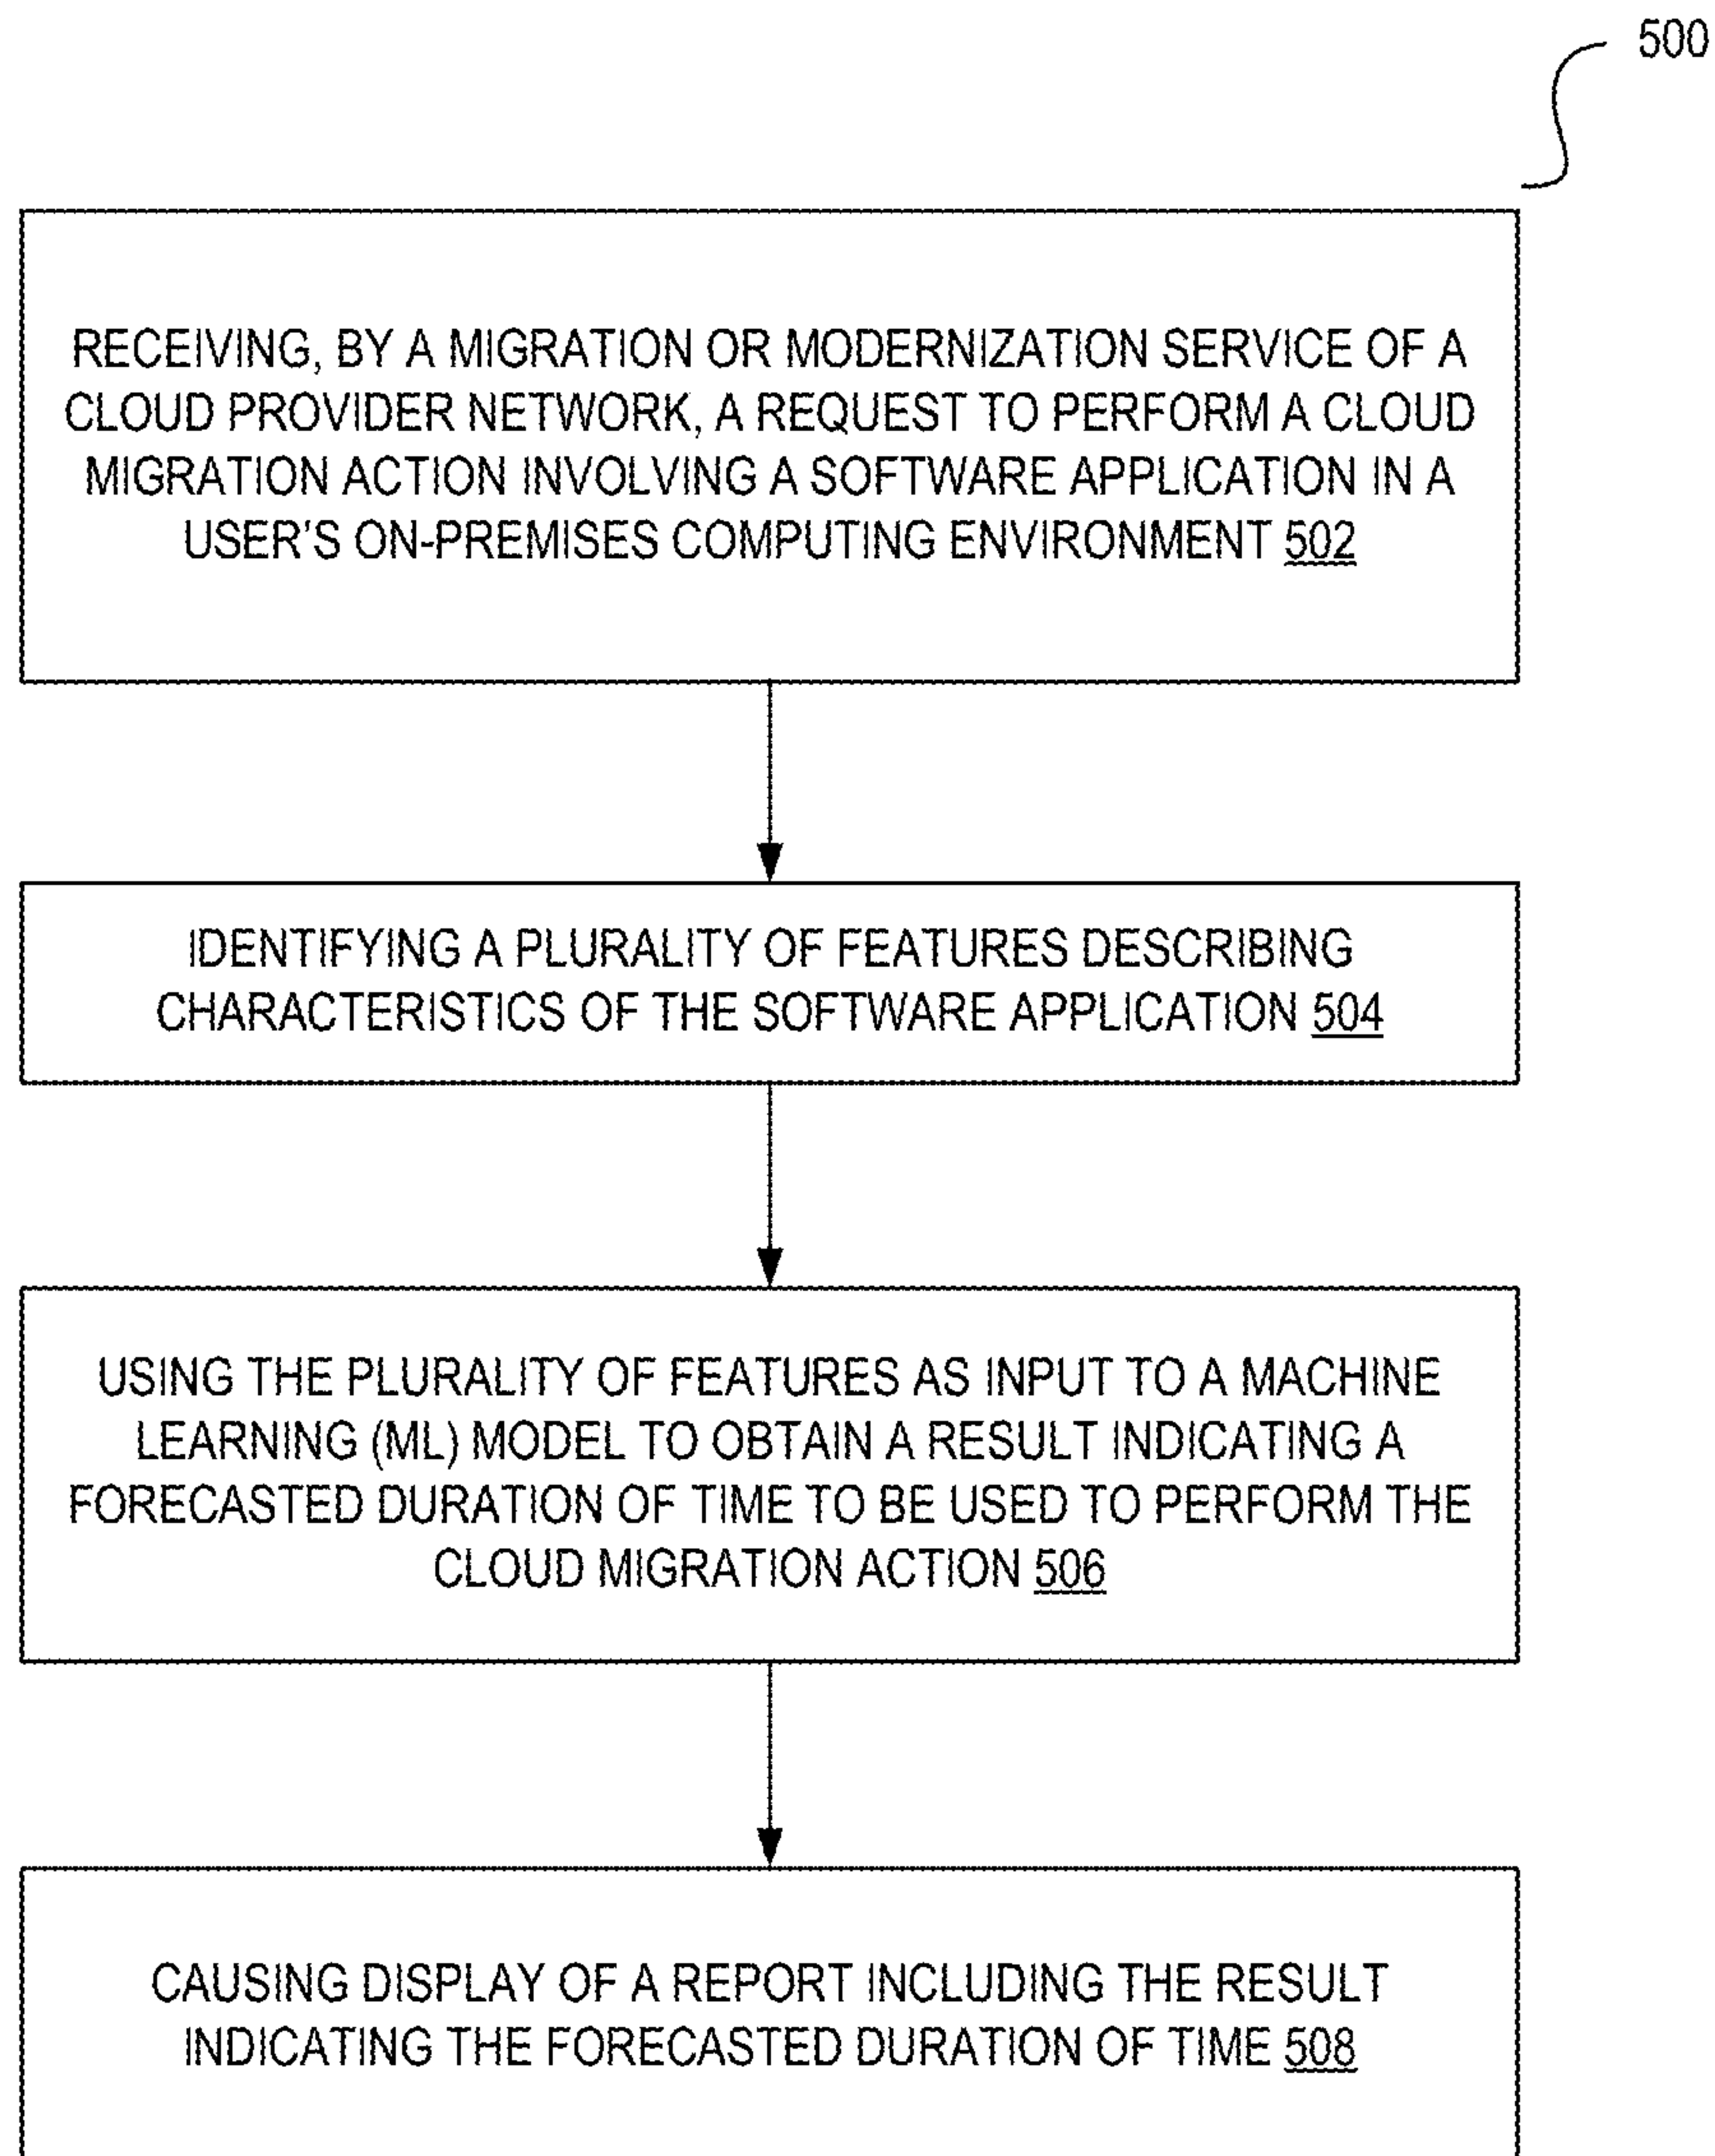 500
RECEIVING, BY A MIGRATION OR MODERNIZATION SERVICE OF A
CLOUD PROVIDER NETWORK, A REQUEST TO PERFORM A CLOUD
MIGRATION ACTION INVOLVING A SOFTWARE APPLICATION IN A
USER'S ON-PREMISES COMPUTING ENVIRONMENT 502
IDENTIFYING A PLURALITY OF FEATURES DESCRIBING
CHARACTERISTICS OF THE SOFTWARE APPLICATION 504
USING THE PLURALITY OF FEATURES AS INPUT TO A MACHINE
LEARNING (ML) MODEL TO OBTAIN A RESULT INDICATING A
FORECASTED DURATION OF TIME TO BE USED TO PERFORM THE
CLOUD MIGRATION ACTION 506
CAUSING DISPLAY OF A REPORT INCLUDING THE RESULT
INDICATING THE FORECASTED DURATION OF TIME 508